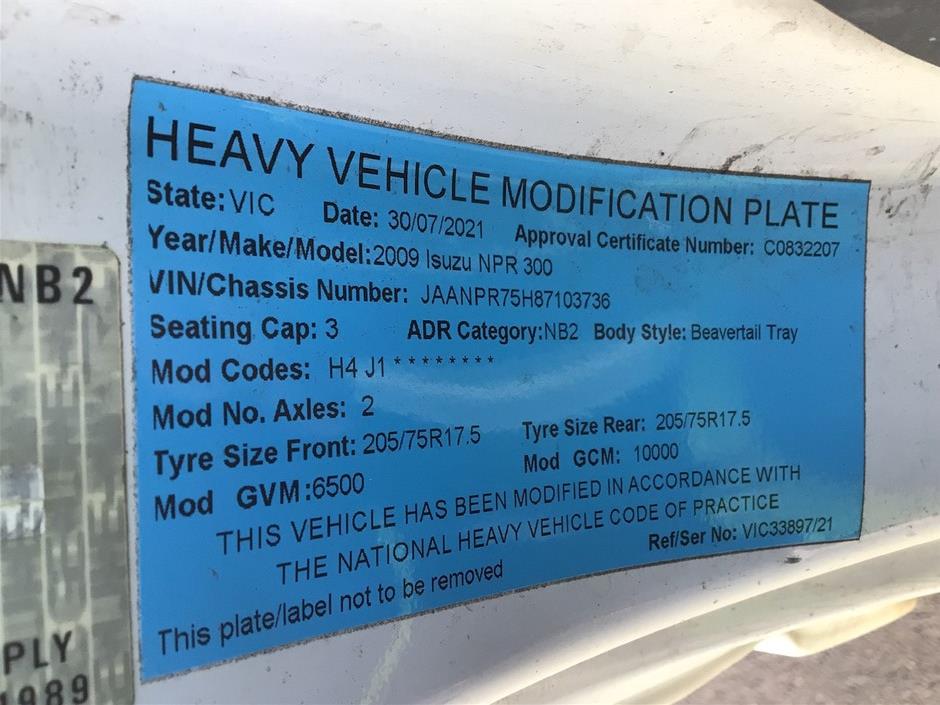 HEAVY VEHICLE MODIFICATION PLATE
State: VIC Date: 30/07/2021 Approval Certificate Number: C0832207
Year/Make/Model: 2009 Isuzu NPR 300
VIN/Chassis Number: JAANPR75H87103736
Seating Cap: 3 ADR Category: NB2 Body Style: Beavertail Tray
Mod Codes: H4 J1 * * * * * * * *
Mod No. Axles: 2
Tyre Size Front: 205/75R17.5 Tyre Size Rear: 205/75R17.5
Mod GVM: 6500 Mod GCM: 10000
THIS VEHICLE HAS BEEN MODIFIED IN ACCORDANCE WITH
THE NATIONAL HEAVY VEHICLE CODE OF PRACTICE
Ref/Ser No: VIC33897/21
This plate/label not to be removed
NB2
PLY
1989